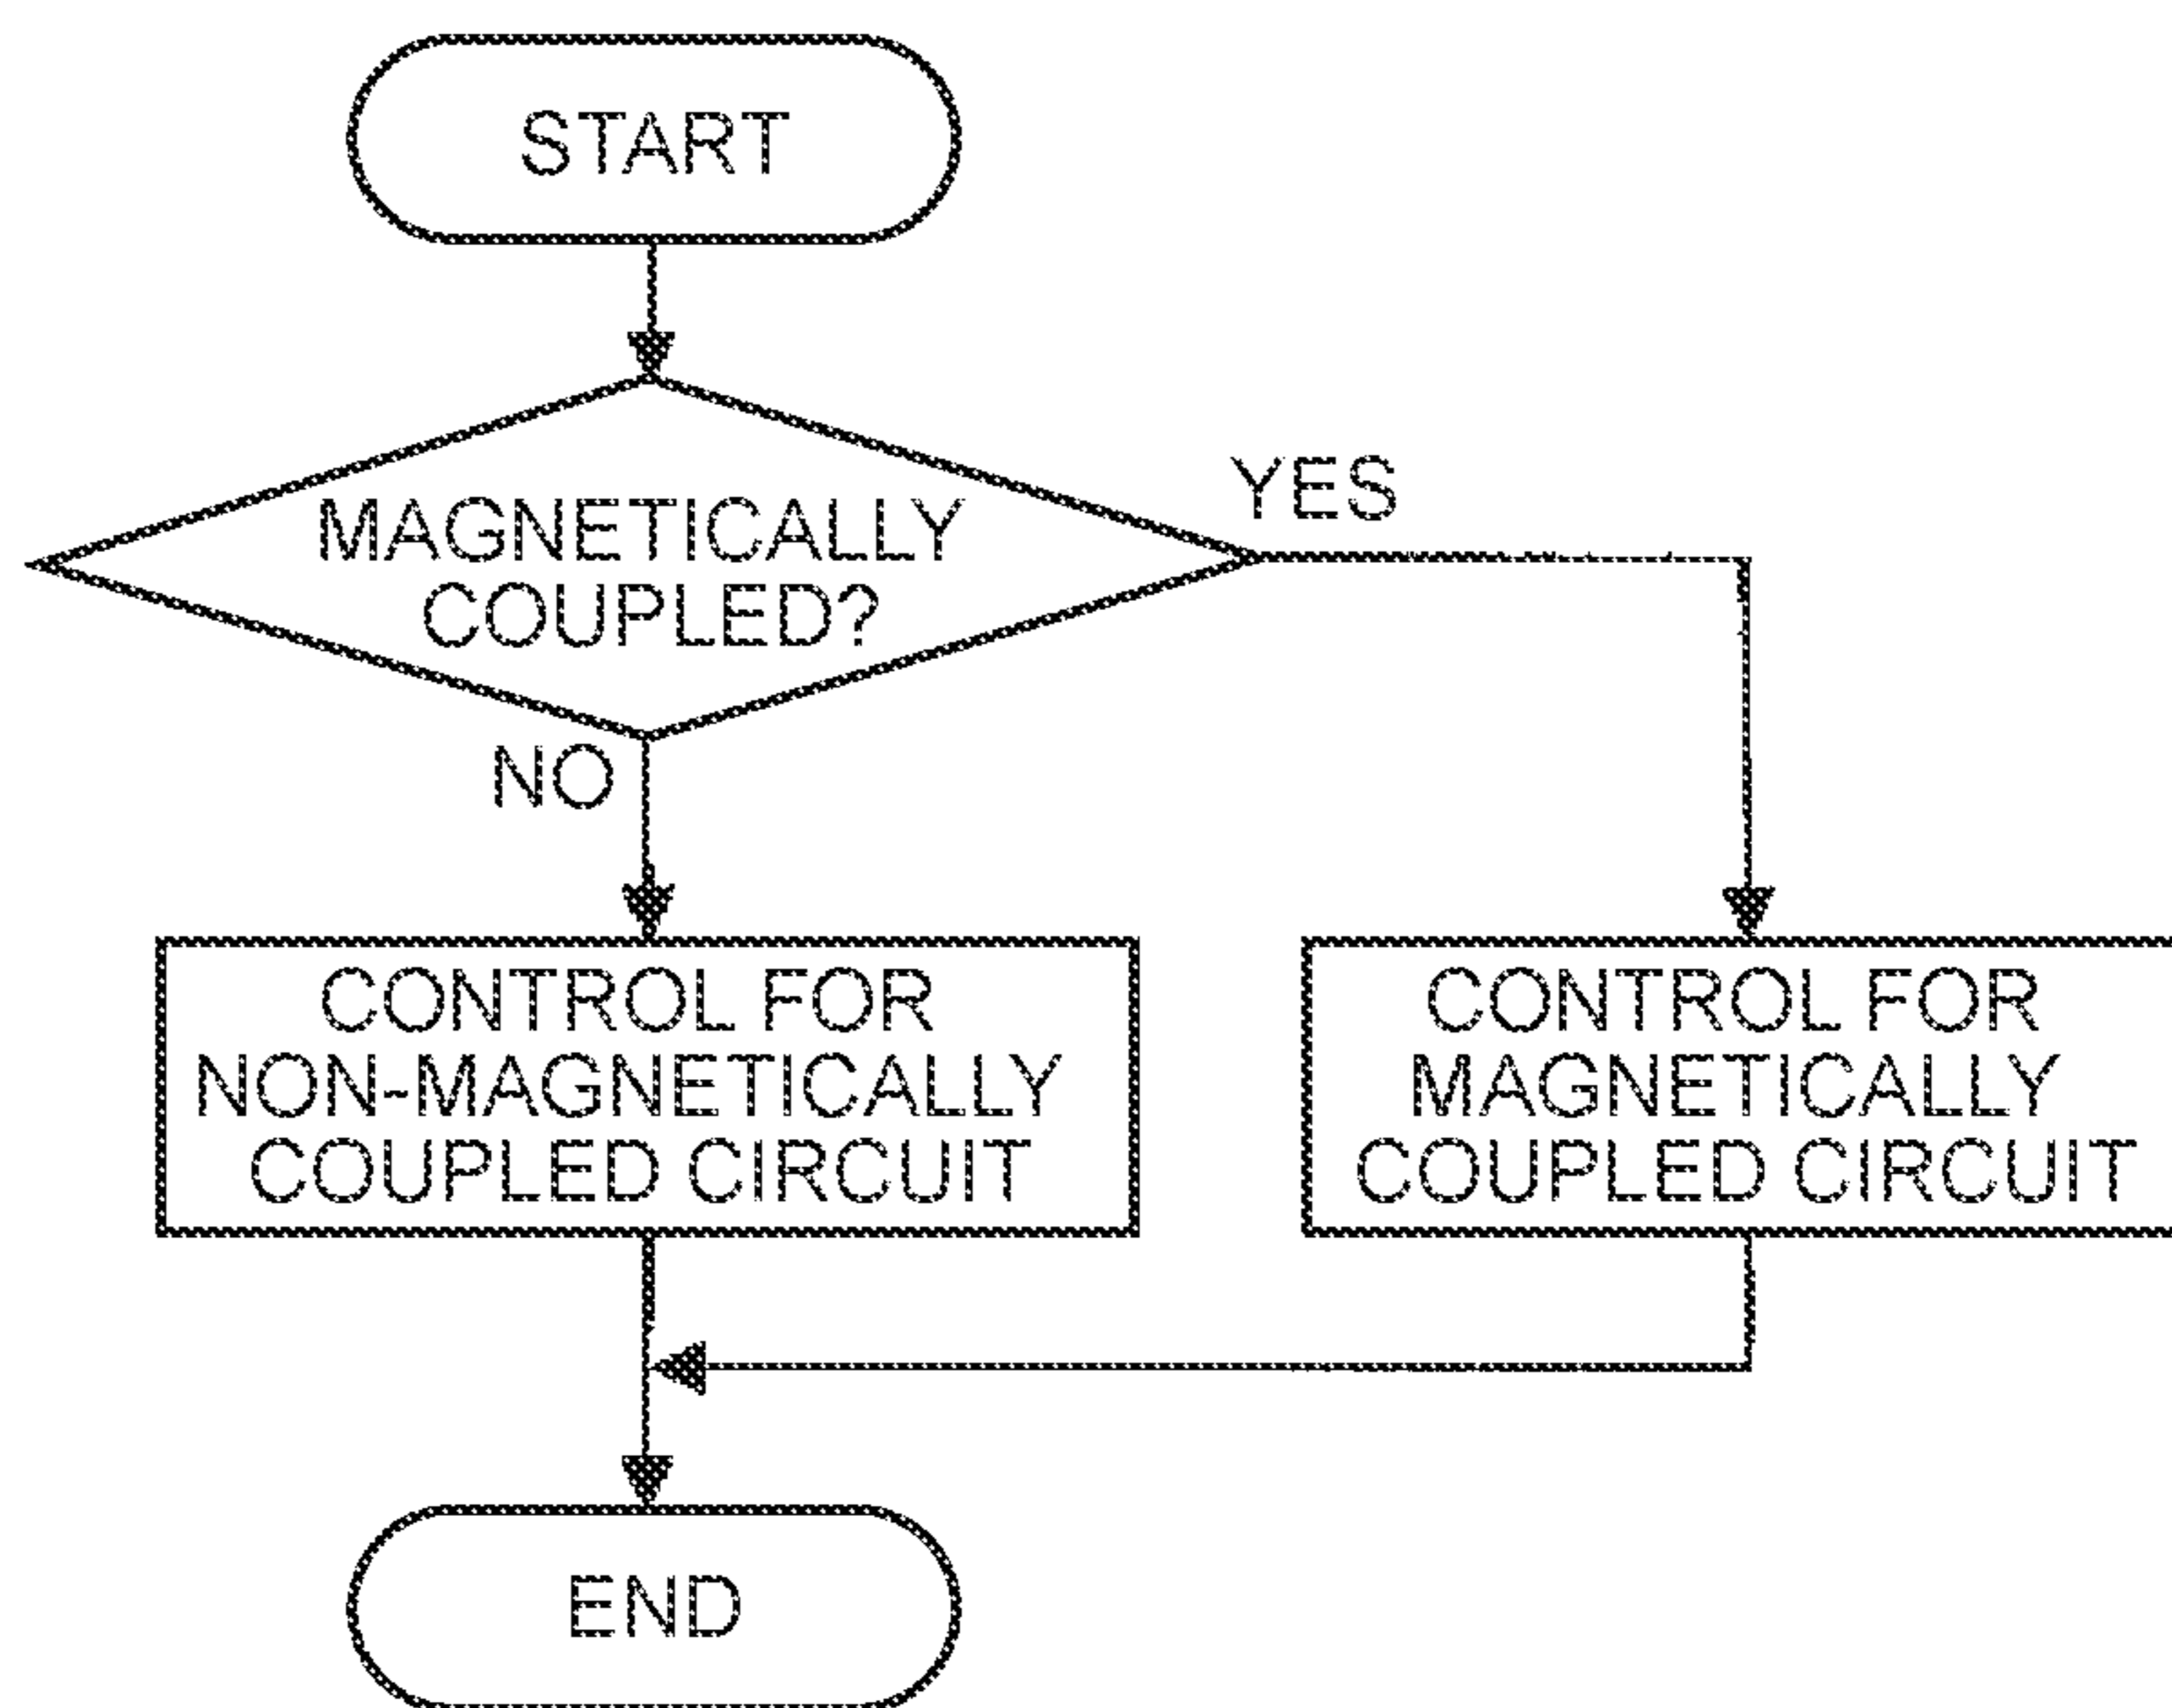 START
MAGNETICALLY
COUPLED?
YES
NO
CONTROL FOR
NON-MAGNETICALLY
COUPLED CIRCUIT
CONTROL FOR
MAGNETICALLY
COUPLED CIRCUIT
END